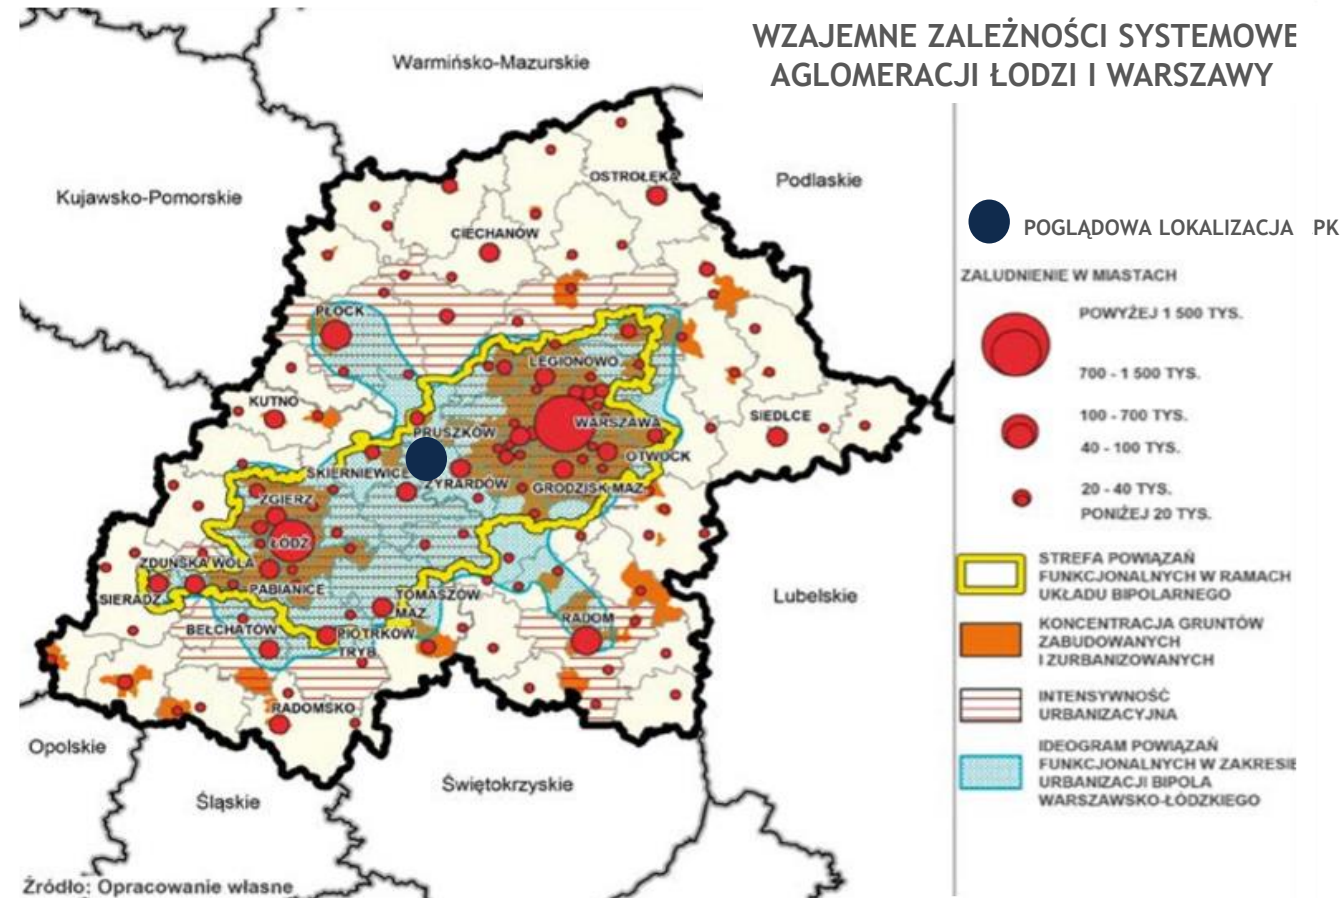 WZAJEMNE ZALEŻNOŚCI SYSTEMOWE
AGLOMERACJI ŁODZI I WARSZAWY
Warmińsko-Mazurskie
Kujawsko-Pomorskie
Podlaskie
OSTROŁĘKA
CIECHANÓW
PŁOCK
LEGIONOWO
KUTNO
WARSZAWA
SIEDLCE
PRUSZKÓW
OTWOCK
SKIERNIEWICE
ŻYRARDÓW
GRODZISK MAZ.
ZGIERZ
ŁÓDŹ
ZDUŃSKA WOLA
PABIANICE
SIERADZ
TOMASZÓW
MAZ.
BEŁCHATÓW
PIOTRKÓW
TRYB.
RADOM
RADOMSKO
Lubelskie
Opolskie
Śląskie
Świętokrzyskie
Źródło: Opracowanie własne
POGLĄDOWA LOKALIZACJA PK
ZALUDNIENIE W MIASTACH
POWYŻEJ 1 500 TYS.
700 - 1 500 TYS.
100 - 700 TYS.
40 - 100 TYS.
20 - 40 TYS.
PONIŻEJ 20 TYS.
STREFA POWIĄZAŃ
FUNKCJONALNYCH W RAMACH
UKŁADU BIPOLARNEGO
KONCENTRACJA GRUNTÓW
ZABUDOWANYCH
I ZURBANIZOWANYCH
INTENSYWNOŚĆ
URBANIZACYJNA
IDEOGRAM POWIĄZAŃ
FUNKCJONALNYCH W ZAKRESIE
URBANIZACJI BIPOLA
WARSZAWSKO-ŁÓDZKIEGO